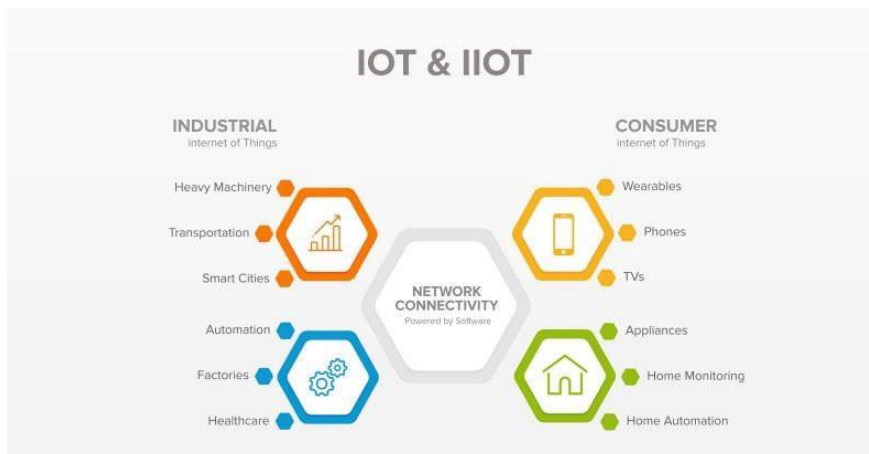 IOT & IIOT
INDUSTRIAL
internet of Things
Heavy Machinery
Transportation
Smart Cities
Automation
Factories
Healthcare
NETWORK
CONNECTIVITY
Powered by Software
CONSUMER
internet of Things
Wearables
Phones
TVs
Appliances
Home Monitoring
Home Automation